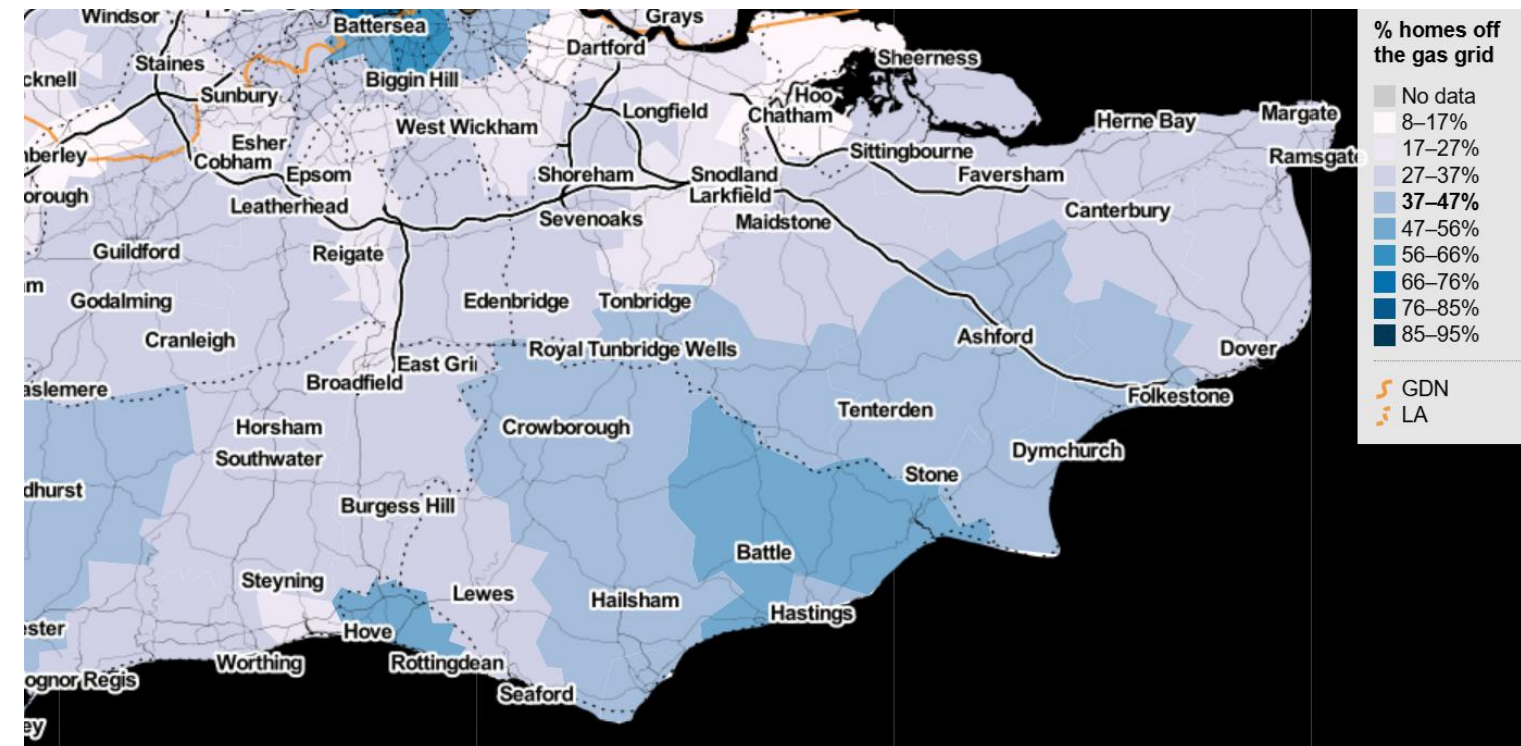 Windsor
Grays
Battersea
Dartford
Staines
Sheerness
cknell
Biggin Hill
Sunbury
Hoo
Longfield
Chatham
Herne Bay
Margate
West Wickham
Esher
nberley
Cobham
Sittingbourne
Ramsgate
Epsom
Shoreham
Snodland
Faversham
orough
Larkfield
Leatherhead
Sevenoaks
Maidstone
Canterbury
Guildford
Reigate
am
Godalming
Edenbridge
Tonbridge
Cranleigh
Ashford
Royal Tunbridge Wells
Dover
East Grii
Broadfield
aslemere
Folkestone
Tenterden
Horsham
Crowborough
Southwater
Dymchurch
Stone
dhurst
Burgess Hill
Battle
Steyning
Lewes
Hailsham
Hastings
ester
Hove
Worthing
Rottingdean
ognor Regis
Seaford
ey
% homes off
the gas grid
No data
8–17%
17–27%
27–37%
37–47%
47–56%
56–66%
66–76%
76–85%
85–95%
GDN
LA